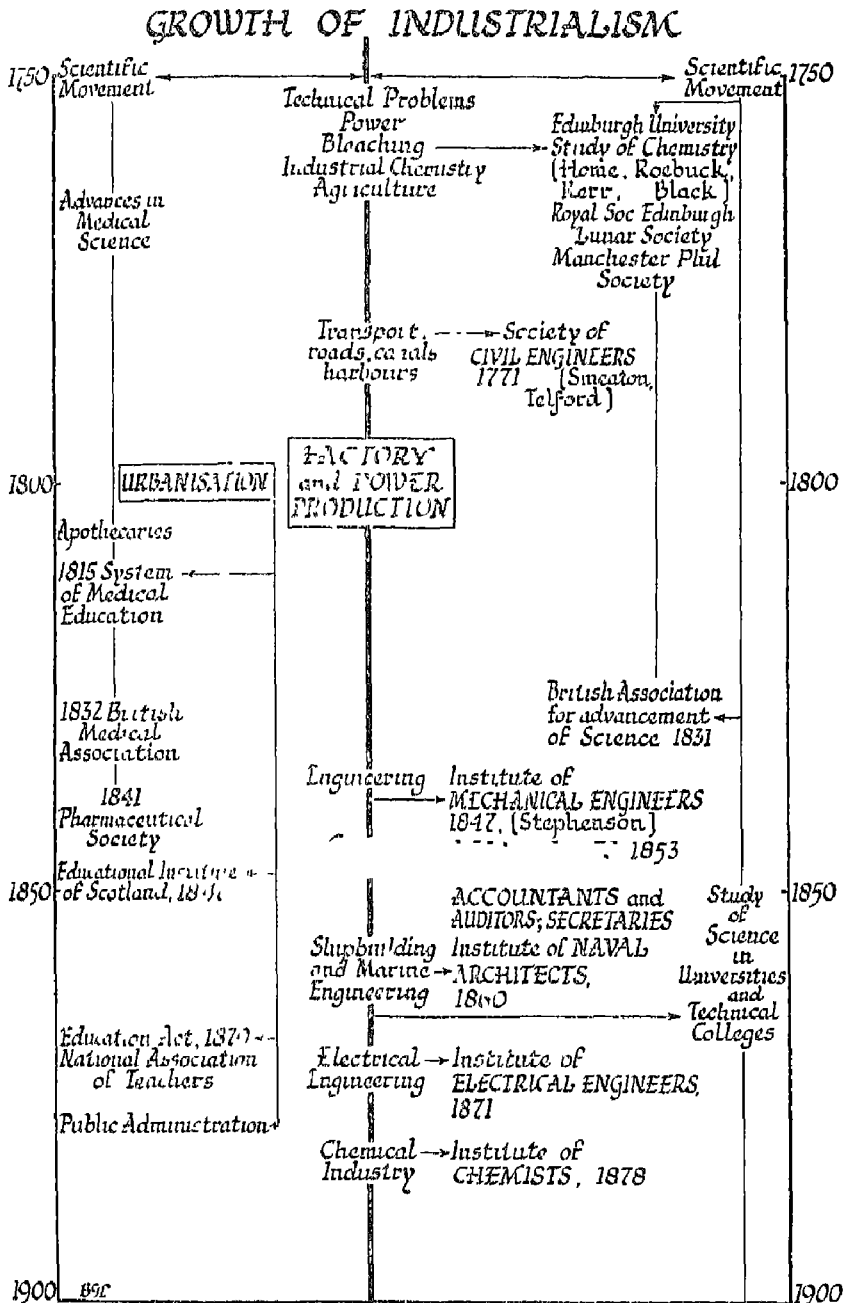 GROWTH OF INDUSTRIALISM
1750
Scientific
Movement
Scientific
Movement
1750
Technical Problems
Power
Bleaching
Industrial Chemistry
Agriculture
Edinburgh University
Study of Chemistry
[Home, Roebuck,
Kerr, Black]
Royal Soc Edinburgh
Lunar Society
Manchester Phil
Society
Advances in
Medical
Science
Transport,
roads, canals
harbours
Society of
CIVIL ENGINEERS
1771 [Smeaton,
Telford]
FACTORY
and POWER
PRODUCTION
1800
URBANISATION
1800
Apothecaries
1815 System
of Medical
Education
1832 British
Medical
Association
British Association
for advancement
of Science 1831
1841
Pharmaceutical
Society
Engineering
Institute of
MECHANICAL ENGINEERS
1847, [Stephenson]
1853
Educational Institute
of Scotland,
1850
1850
ACCOUNTANTS and
AUDITORS; SECRETARIES
Study
of
Science
in
Universities
and
Technical
Colleges
Shipbuilding
and Marine
Engineering
Institute of NAVAL
ARCHITECTS,
1860
Education Act, 1870
National Association
of Teachers
Electrical
Engineering
Institute of
ELECTRICAL ENGINEERS,
1871
Public Administration
Chemical
Industry
Institute of
CHEMISTS, 1878
1900
1900